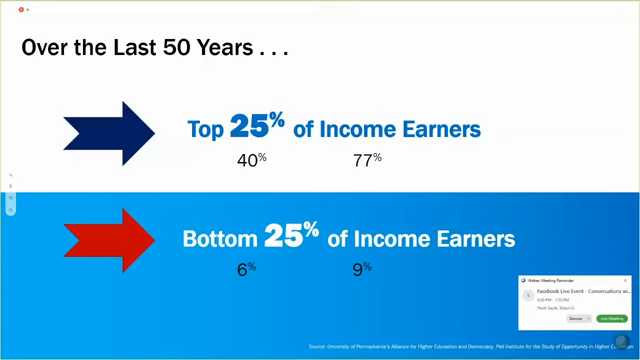 Over the Last 50 Years . . .
Top 25% of Income Earners
40% 77%
Bottom 25% of Income Earners
6% 9%
Webex Meeting Reminder
Facebook Live Event - Conversations wi...
Snooze
Join Meeting
Source: University of Pennsylvania's Alliance for Higher Education and Democracy; Pell Institute for the Study of Opportunity in Higher Education